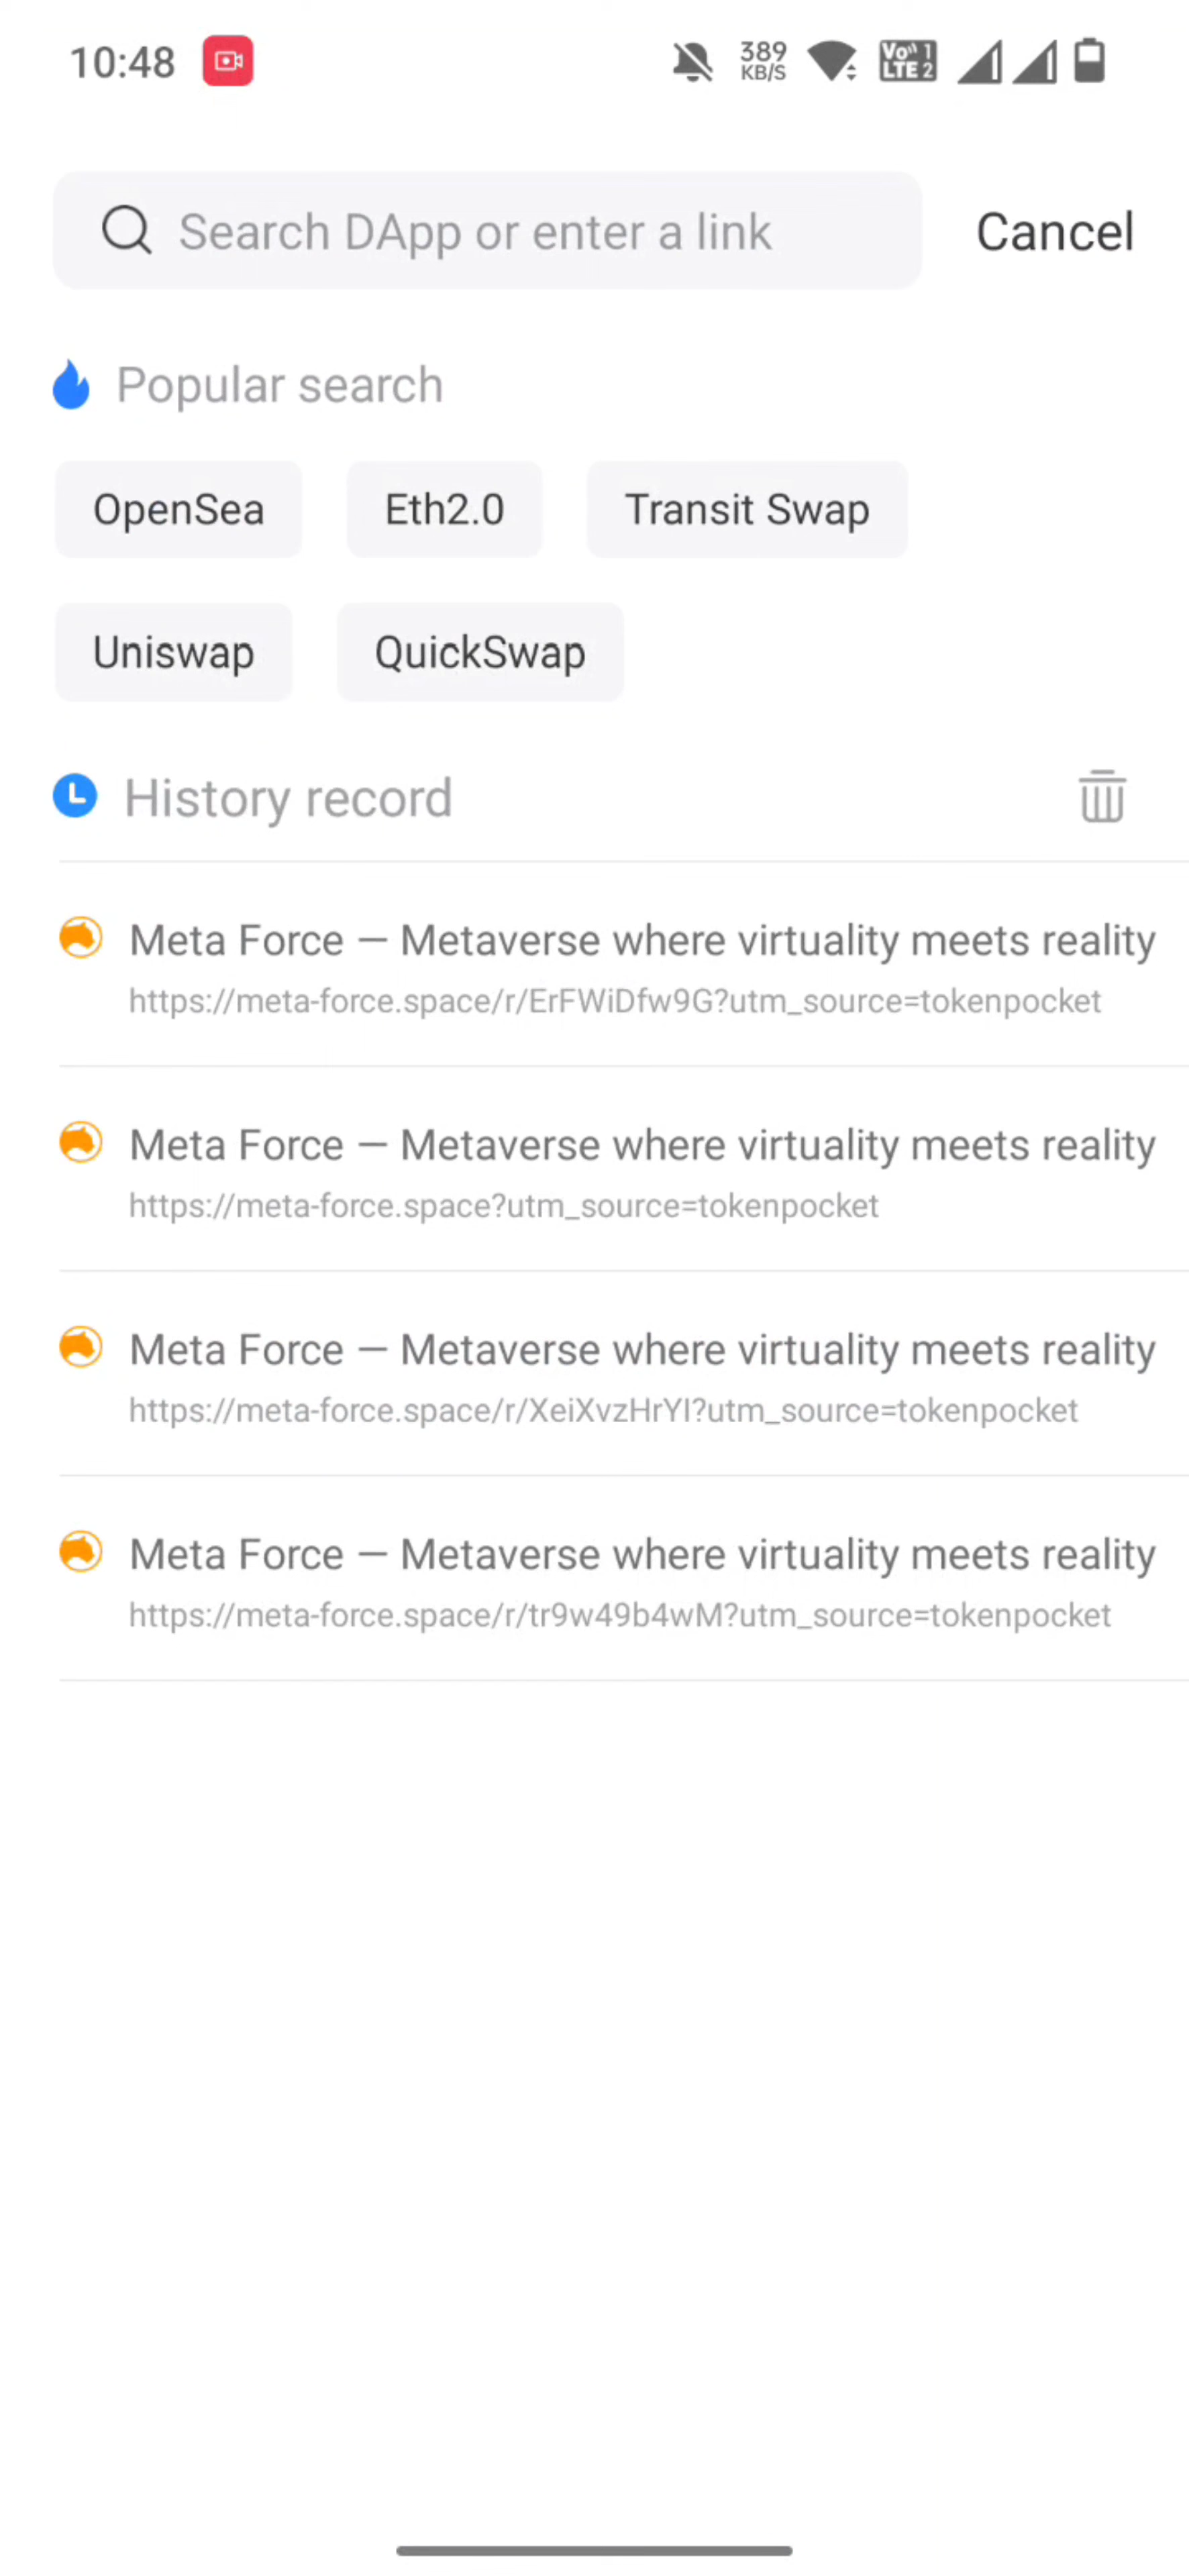 10:48
389
KB/S
Vo 1
LTE 2
Search DApp or enter a link
Cancel
Popular search
OpenSea
Eth2.0
Transit Swap
Uniswap
QuickSwap
History record
Meta Force — Metaverse where virtuality meets reality
https://meta-force.space/r/ErFWiDfw9G?utm_source=tokenpocket
Meta Force — Metaverse where virtuality meets reality
https://meta-force.space?utm_source=tokenpocket
Meta Force — Metaverse where virtuality meets reality
https://meta-force.space/r/XeiXvzHrYI?utm_source=tokenpocket
Meta Force — Metaverse where virtuality meets reality
https://meta-force.space/r/tr9w49b4wM?utm_source=tokenpocket